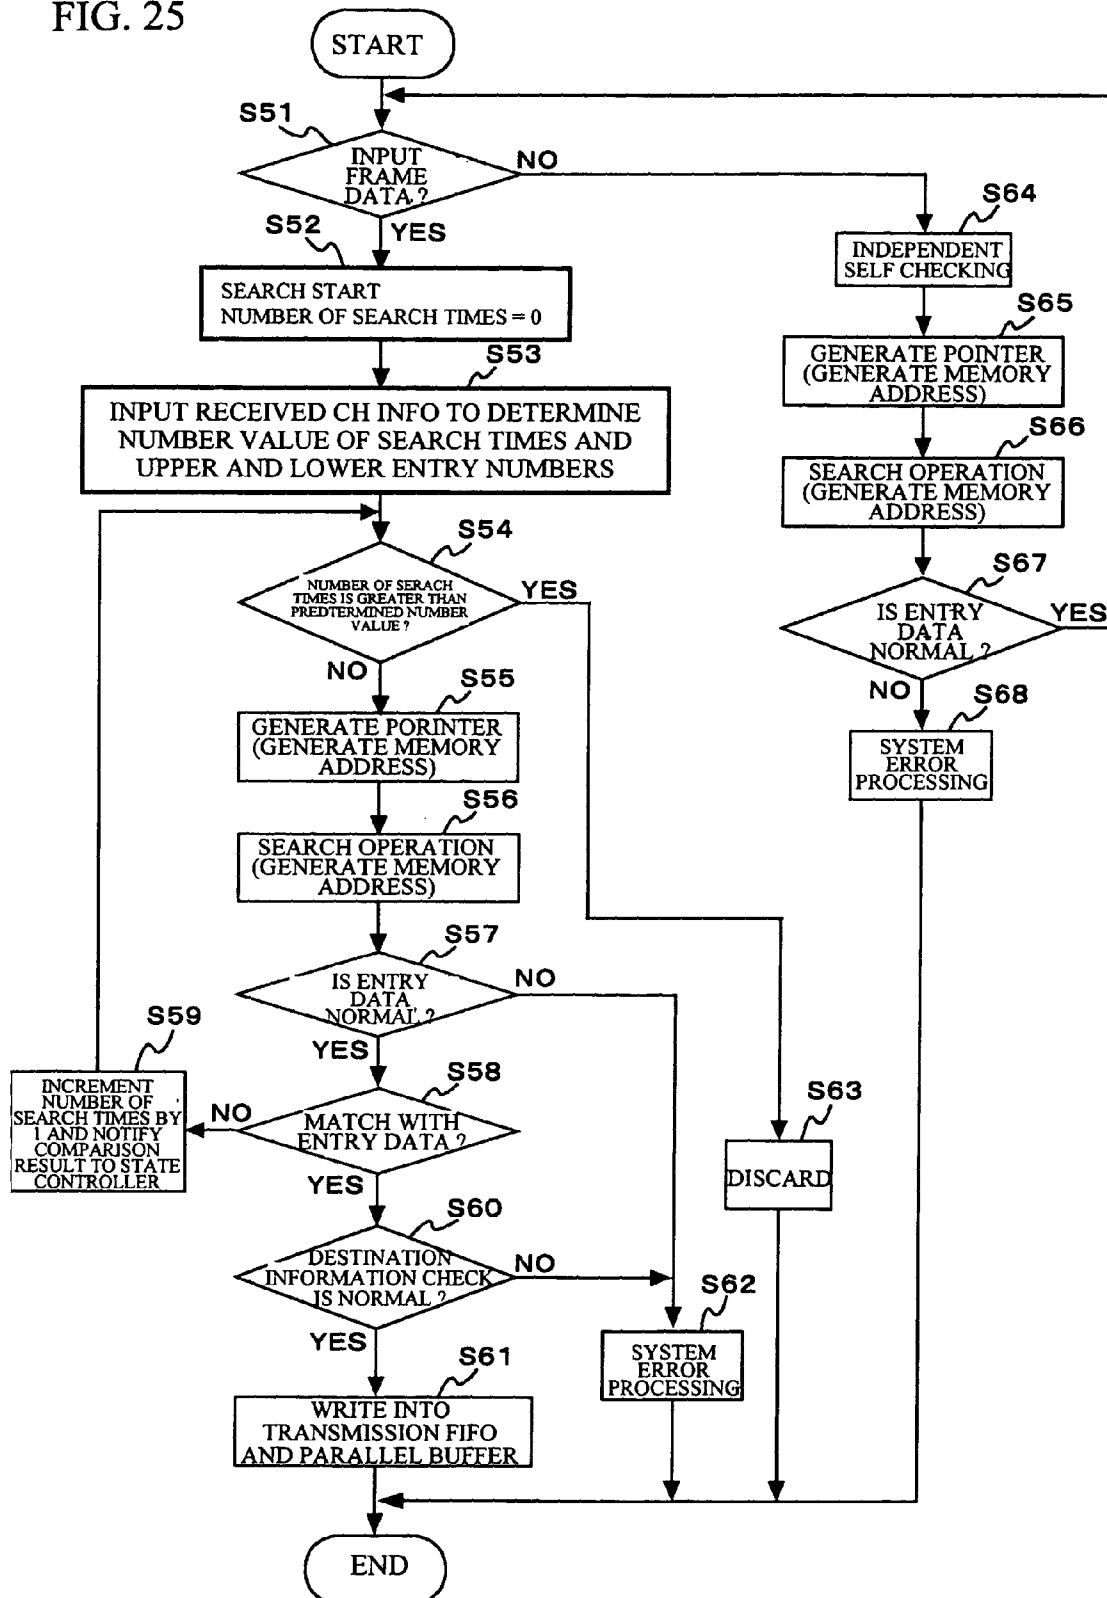 FIG. 25
START
S51
INPUT
FRAME
DATA ?
NO
YES
S52
SEARCH START
NUMBER OF SEARCH TIMES = 0
S53
INPUT RECEIVED CH INFO TO DETERMINE
NUMBER VALUE OF SEARCH TIMES AND
UPPER AND LOWER ENTRY NUMBERS
S54
NUMBER OF SERACH
TIMES IS GREATER THAN
PREDTERMINED NUMBER
VALUE ?
YES
NO
S55
GENERATE PORINTER
(GENERATE MEMORY
ADDRESS)
S56
SEARCH OPERATION
(GENERATE MEMORY
ADDRESS)
S57
IS ENTRY
DATA
NORMAL ?
NO
YES
S58
MATCH WITH
ENTRY DATA ?
NO
YES
S59
INCREMENT
NUMBER OF
SEARCH TIMES BY
1 AND NOTIFY
COMPARISON
RESULT TO STATE
CONTROLLER
S60
DESTINATION
INFORMATION CHECK
IS NORMAL ?
NO
YES
S61
WRITE INTO
TRANSMISSION FIFO
AND PARALLEL BUFFER
S62
SYSTEM
ERROR
PROCESSING
S63
DISCARD
S64
INDEPENDENT
SELF CHECKING
S65
GENERATE POINTER
(GENERATE MEMORY
ADDRESS)
S66
SEARCH OPERATION
(GENERATE MEMORY
ADDRESS)
S67
IS ENTRY
DATA
NORMAL ?
YES
NO
S68
SYSTEM
ERROR
PROCESSING
END